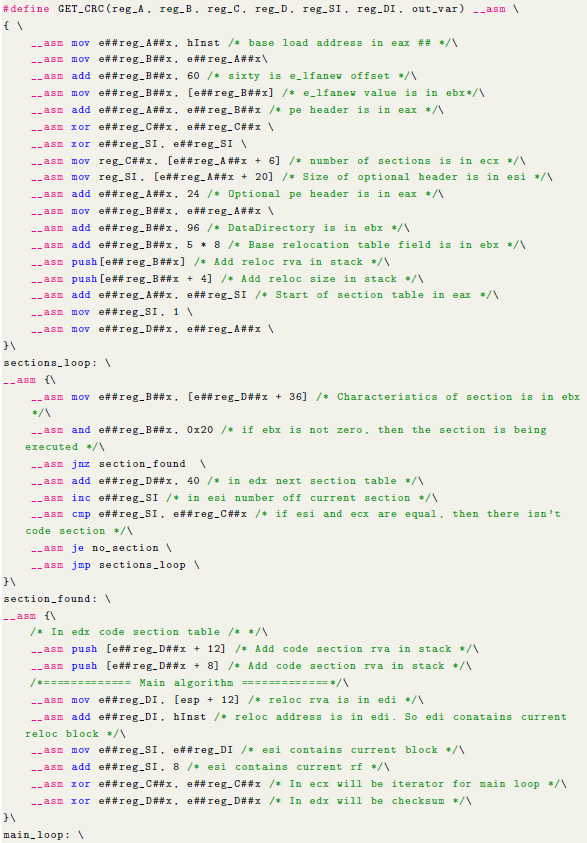 #define GET_CRC(reg_A, reg_B, reg_C, reg_D, reg_SI, reg_DI, out_var) __asm \
{ \
__asm mov e##reg_A##x, hInst /* base load address in eax ## */\
__asm mov e##reg_B##x, e##reg_A##x\
__asm add e##reg_B##x, 60 /* sixty is e_lfanew offset */\
__asm mov e##reg_B##x, [e##reg_B##x] /* e_lfanew value is in ebx*/\
__asm add e##reg_A##x, e##reg_B##x /* pe header is in eax */\
__asm xor e##reg_C##x, e##reg_C##x \
__asm xor e##reg_SI, e##reg_SI \
__asm mov reg_C##x, [e##reg_A##x + 6] /* number of sections is in ecx */\
__asm mov reg_SI, [e##reg_A##x + 20] /* Size of optional header is in esi */\
__asm add e##reg_A##x, 24 /* Optional pe header is in eax */\
__asm mov e##reg_B##x, e##reg_A##x \
__asm add e##reg_B##x, 96 /* DataDirectory is in ebx */\
__asm add e##reg_B##x, 5 * 8 /* Base relocation table field is in ebx */\
__asm push[e##reg_B##x] /* Add reloc rva in stack */\
__asm push[e##reg_B##x + 4] /* Add reloc size in stack */\
__asm add e##reg_A##x, e##reg_SI /* Start of section table in eax */\
__asm mov e##reg_SI, 1 \
__asm mov e##reg_D##x, e##reg_A##x \
}\
sections_loop: \
__asm {\
__asm mov e##reg_B##x, [e##reg_D##x + 36] /* Characteristics of section is in ebx
*/\
__asm and e##reg_B##x, 0x20 /* if ebx is not zero, then the section is being
executed */\
__asm jnz section_found  \
__asm add e##reg_D##x, 40 /* in edx next section table */\
__asm inc e##reg_SI /* in esi number off current section */\
__asm cmp e##reg_SI, e##reg_C##x /* if esi and ecx are equal, then there isn't
code section */\
__asm je no_section \
__asm jmp sections_loop \
}\
section_found: \
__asm {\
/* In edx code section table /* */\
__asm push [e##reg_D##x + 12] /* Add code section rva in stack */\
__asm push [e##reg_D##x + 8] /* Add code section rva in stack */\
/*============= Main algorithm =============*/\
__asm mov e##reg_DI, [esp + 12] /* reloc rva is in edi */\
__asm add e##reg_DI, hInst /* reloc address is in edi. So edi conatains current
reloc block */\
__asm mov e##reg_SI, e##reg_DI /* esi contains current block */\
__asm add e##reg_SI, 8 /* esi contains current rf */\
__asm xor e##reg_C##x, e##reg_C##x /* In ecx will be iterator for main loop */\
__asm xor e##reg_D##x, e##reg_D##x /* In edx will be checksum */\
}\
main_loop: \